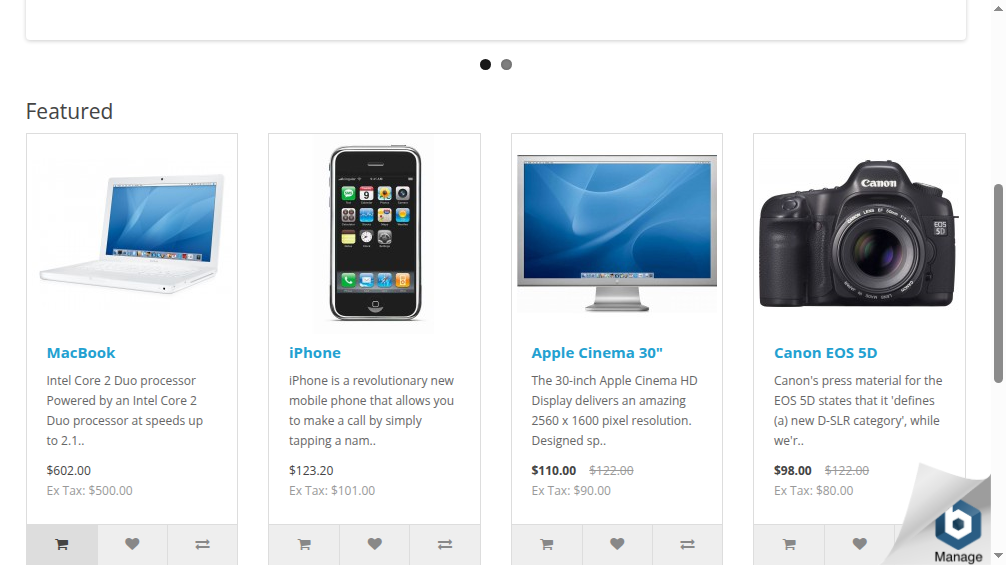 Featured
MacBook
Intel Core 2 Duo processor
Powered by an Intel Core 2
Duo processor at speeds up
to 2.1..
$602.00
Ex Tax: $500.00
iPhone
iPhone is a revolutionary new
mobile phone that allows you
to make a call by simply
tapping a nam..
$123.20
Ex Tax: $101.00
Apple Cinema 30"
The 30-inch Apple Cinema HD
Display delivers an amazing
2560 x 1600 pixel resolution.
Designed sp..
$110.00 $122.00
Ex Tax: $90.00
Canon
EOS
5D
Canon EOS 5D
Canon's press material for the
EOS 5D states that it 'defines
(a) new D-SLR category', while
we'r..
$98.00 $122.00
Ex Tax: $80.00
Manage